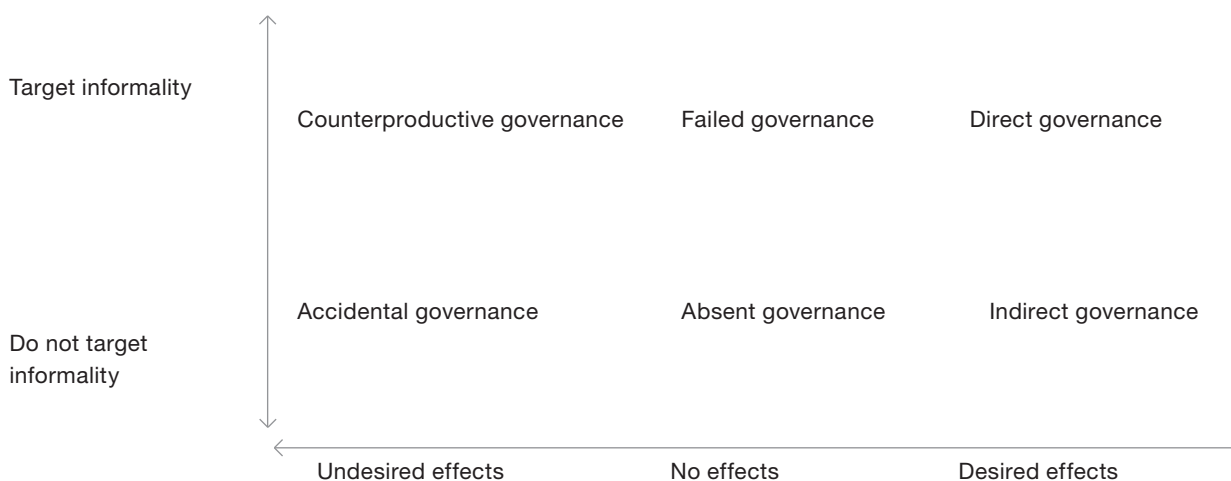 Target informality
Counterproductive governance
Failed governance
Direct governance
Accidental governance
Absent governance
Indirect governance
Do not target
informality
Undesired effects
No effects
Desired effects